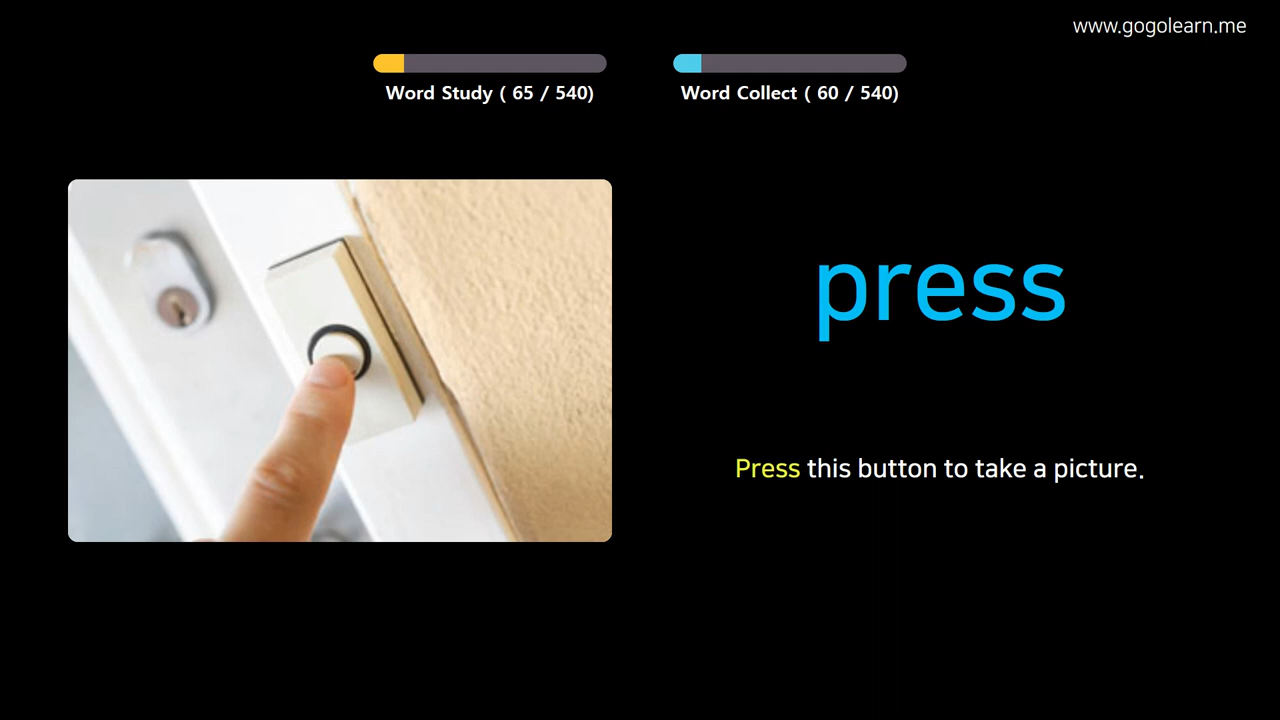 www.gogolearn.me
Word Study ( 65 / 540)
Word Collect ( 60 / 540)
press
Press this button to take a picture.